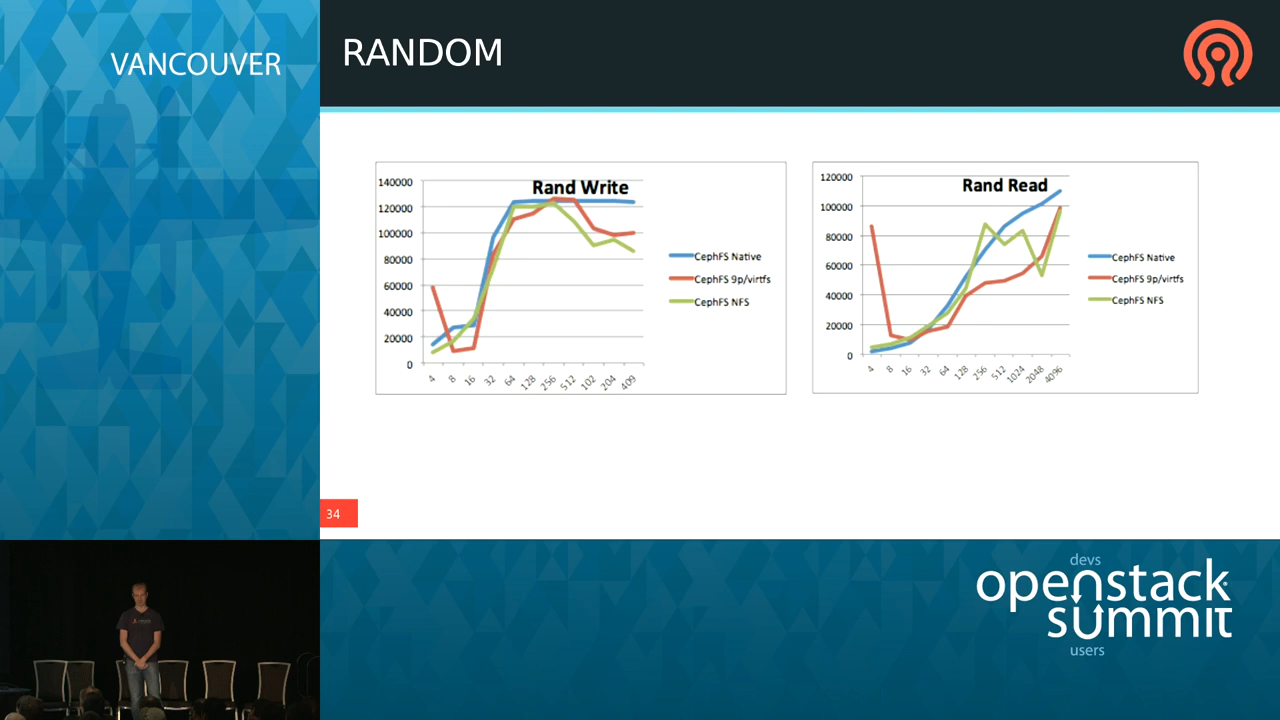 VANCOUVER
RANDOM
Rand Write
140000
120000
100000
80000
60000
40000
20000
0
4 8 16 32 64 128 256 512 102 204 409
CephFS Native
CephFS 9p/virtfs
CephFS NFS
Rand Read
120000
100000
80000
60000
40000
20000
0
4 8 16 32 64 128 256 512 1024 2048 4096
CephFS Native
CephFS 9p/virtfs
CephFS NFS
34
devs
openstack
summit
users